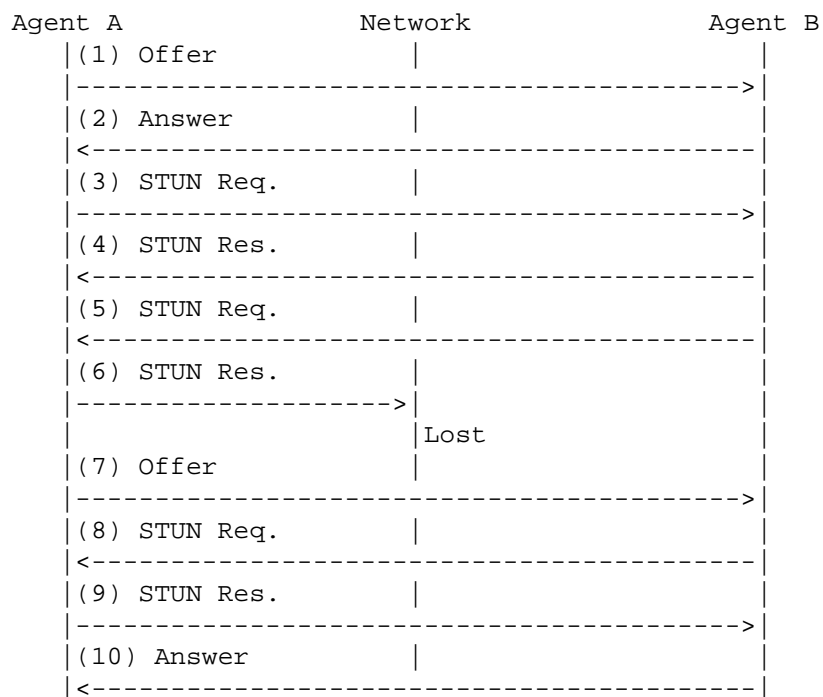 Agent A Network Agent B
(1) Offer
(2) Answer
(3) STUN Req.
(4) STUN Res.
(5) STUN Req.
(6) STUN Res.
Lost
(7) Offer
(8) STUN Req.
(9) STUN Res.
(10) Answer